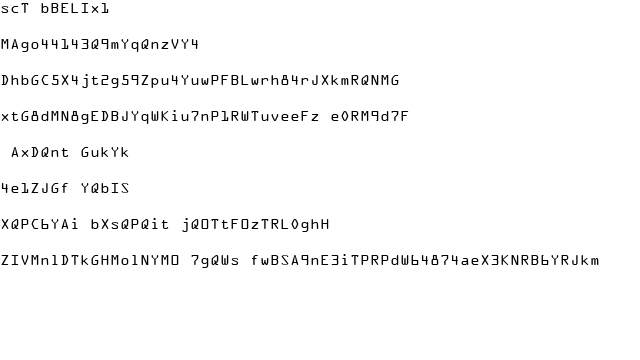 scT bBELIx1
MAgo44143Q9mYqQnzVY4
DhbGC5X4jt2g59Zpu4YuwPFBLwrh84rJXkmRQNMG
xtG8dMN8gEDBJYqWKiu7nP1RWTuveeFz e0RM9d7F
AxDQnt GukYk
4e1ZJGf YQbIS
XQPC6YAi bXsQPQit jQOTtFOzTRL0ghH
ZIVMn1DTkGHMo1NYMO 7gQWs fwBSA9nE3iTPRPdW64874aeX3KNRB6YRJkm